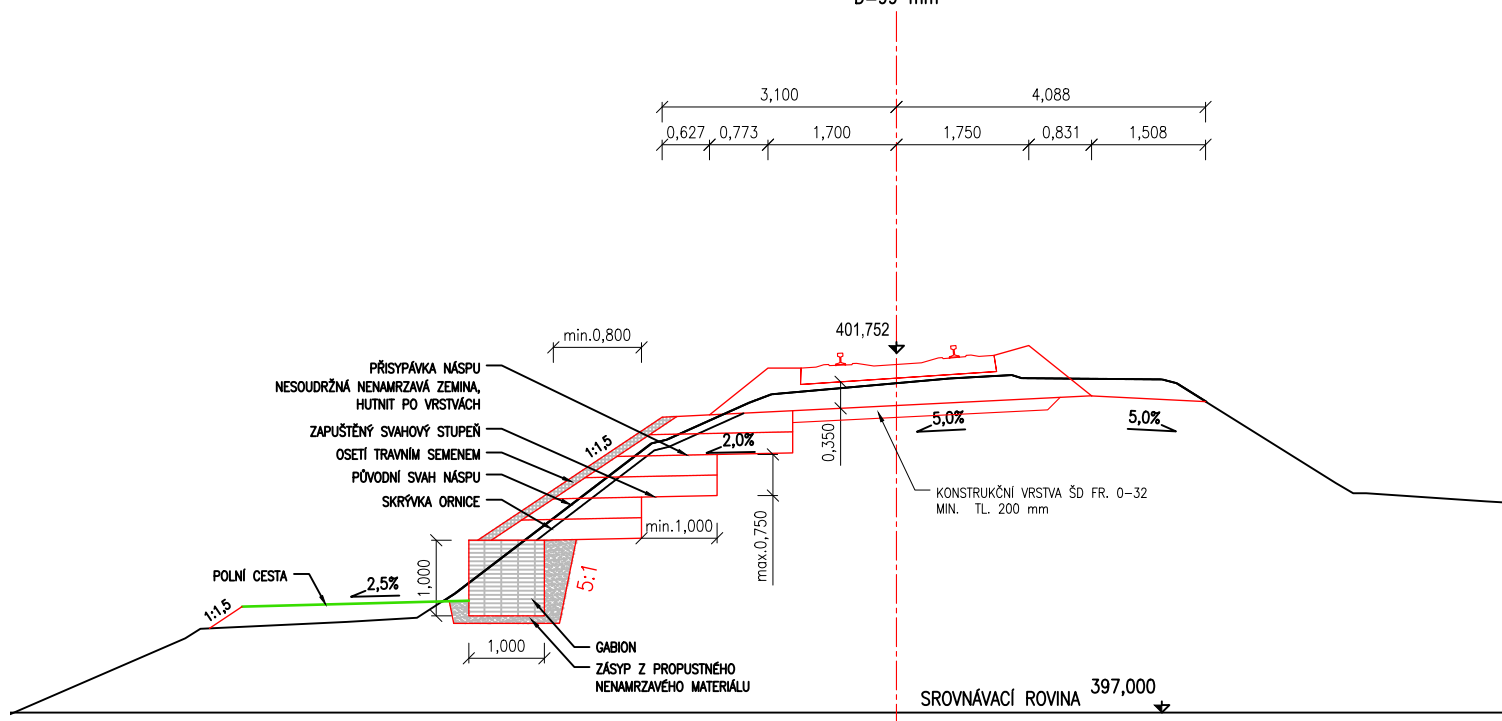 D=99 mm
3,100
4,088
0,627
0,773
1,700
1,750
0,831
1,508
401,752
min.0,800
PŘISYPÁVKA NÁSPU
NESOUDRŽNÁ NENAMRZAVÁ ZEMINA,
HUTNIT PO VRSTVÁCH
ZAPUŠTĚNÝ SVAHOVÝ STUPEŇ
OSETÍ TRAVNÍM SEMENEM
PŮVODNÍ SVAH NÁSPU
SKRÝVKA ORNICE
1:1,5
2,0%
0,350
5,0%
5,0%
KONSTRUKČNÍ VRSTVA ŠD FR. 0-32
MIN. TL. 200 mm
min.1,000
max.0,750
1,000
5:1
POLNÍ CESTA
2,5%
1:1,5
1,000
GABION
ZÁSYP Z PROPUSTNÉHO
NENAMRZAVÉHO MATERIÁLU
SROVNÁVACÍ ROVINA 397,000